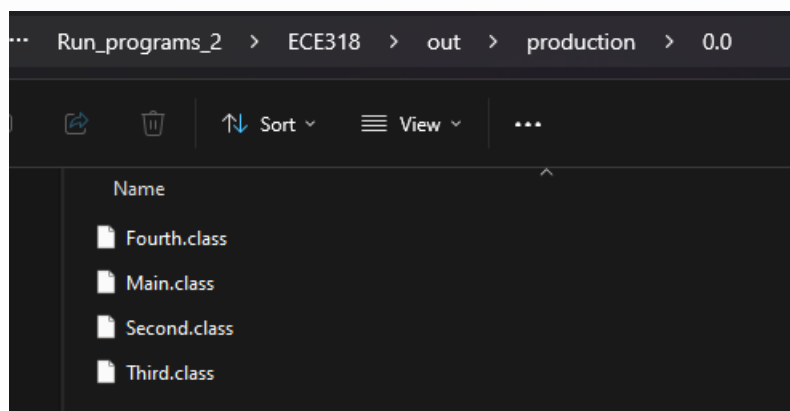 ... Run_programs_2 > ECE318 > out > production > 0.0
Sort View ...
Name
Fourth.class
Main.class
Second.class
Third.class